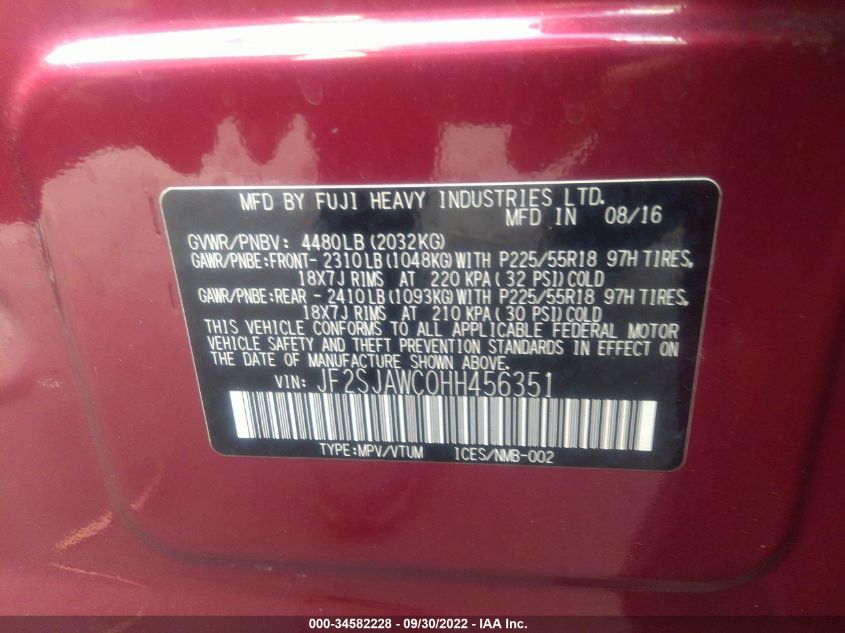 MFD BY FUJI HEAVY INDUSTRIES LTD.
MFD IN 08/16
GVWR/PNBV: 4480LB (2032KG)
GAWR/PNBE:FRONT- 2310LB (1048KG) WITH P225/55R18 97H TIRES,
18X7J RIMS AT 220 KPA ( 32 PSI) COLD
GAWR/PNBE:REAR - 2410LB (1093KG) WITH P225/55R18 97H TIRES,
18X7J RIMS AT 210 KPA ( 30 PSI) COLD
THIS VEHICLE CONFORMS TO ALL APPLICABLE FEDERAL MOTOR
VEHICLE SAFETY AND THEFT PREVENTION STANDARDS IN EFFECT ON
THE DATE OF MANUFACTURE SHOWN ABOVE.
VIN: JF2SJAWC0HH456351
TYPE:MPV/VTUM ICES/NMB-002
000-34582228 - 09/30/2022 - IAA Inc.